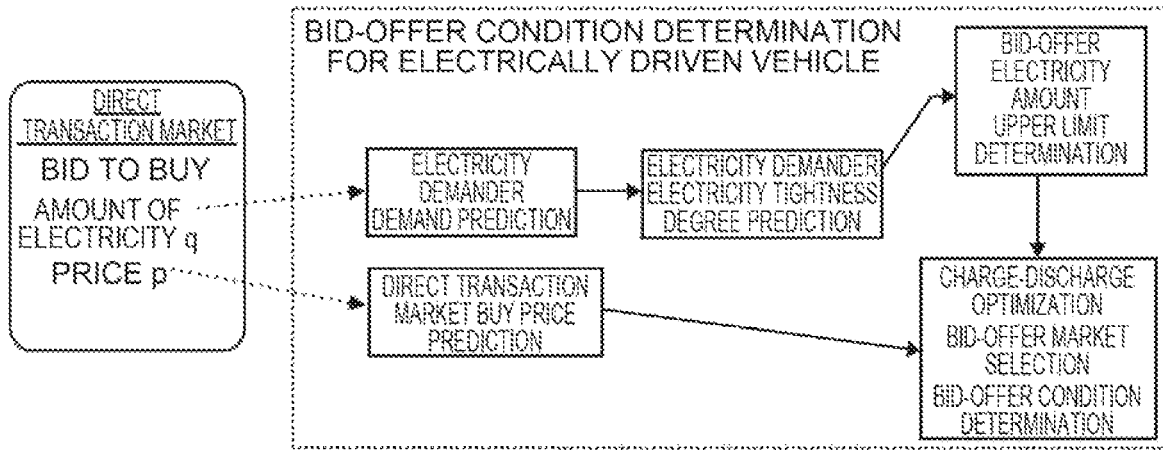 BID-OFFER CONDITION DETERMINATION
FOR ELECTRICALLY DRIVEN VEHICLE
DIRECT
TRANSACTION MARKET
BID TO BUY
AMOUNT OF
ELECTRICITY q
PRICE p
ELECTRICITY
DEMANDER
DEMAND PREDICTION
ELECTRICITY DEMANDER
ELECTRICITY TIGHTNESS
DEGREE PREDICTION
BID-OFFER
ELECTRICITY
AMOUNT
UPPER LIMIT
DETERMINATION
DIRECT TRANSACTION
MARKET BUY PRICE
PREDICTION
CHARGE-DISCHARGE
OPTIMIZATION
BID-OFFER MARKET
SELECTION
BID-OFFER CONDITION
DETERMINATION